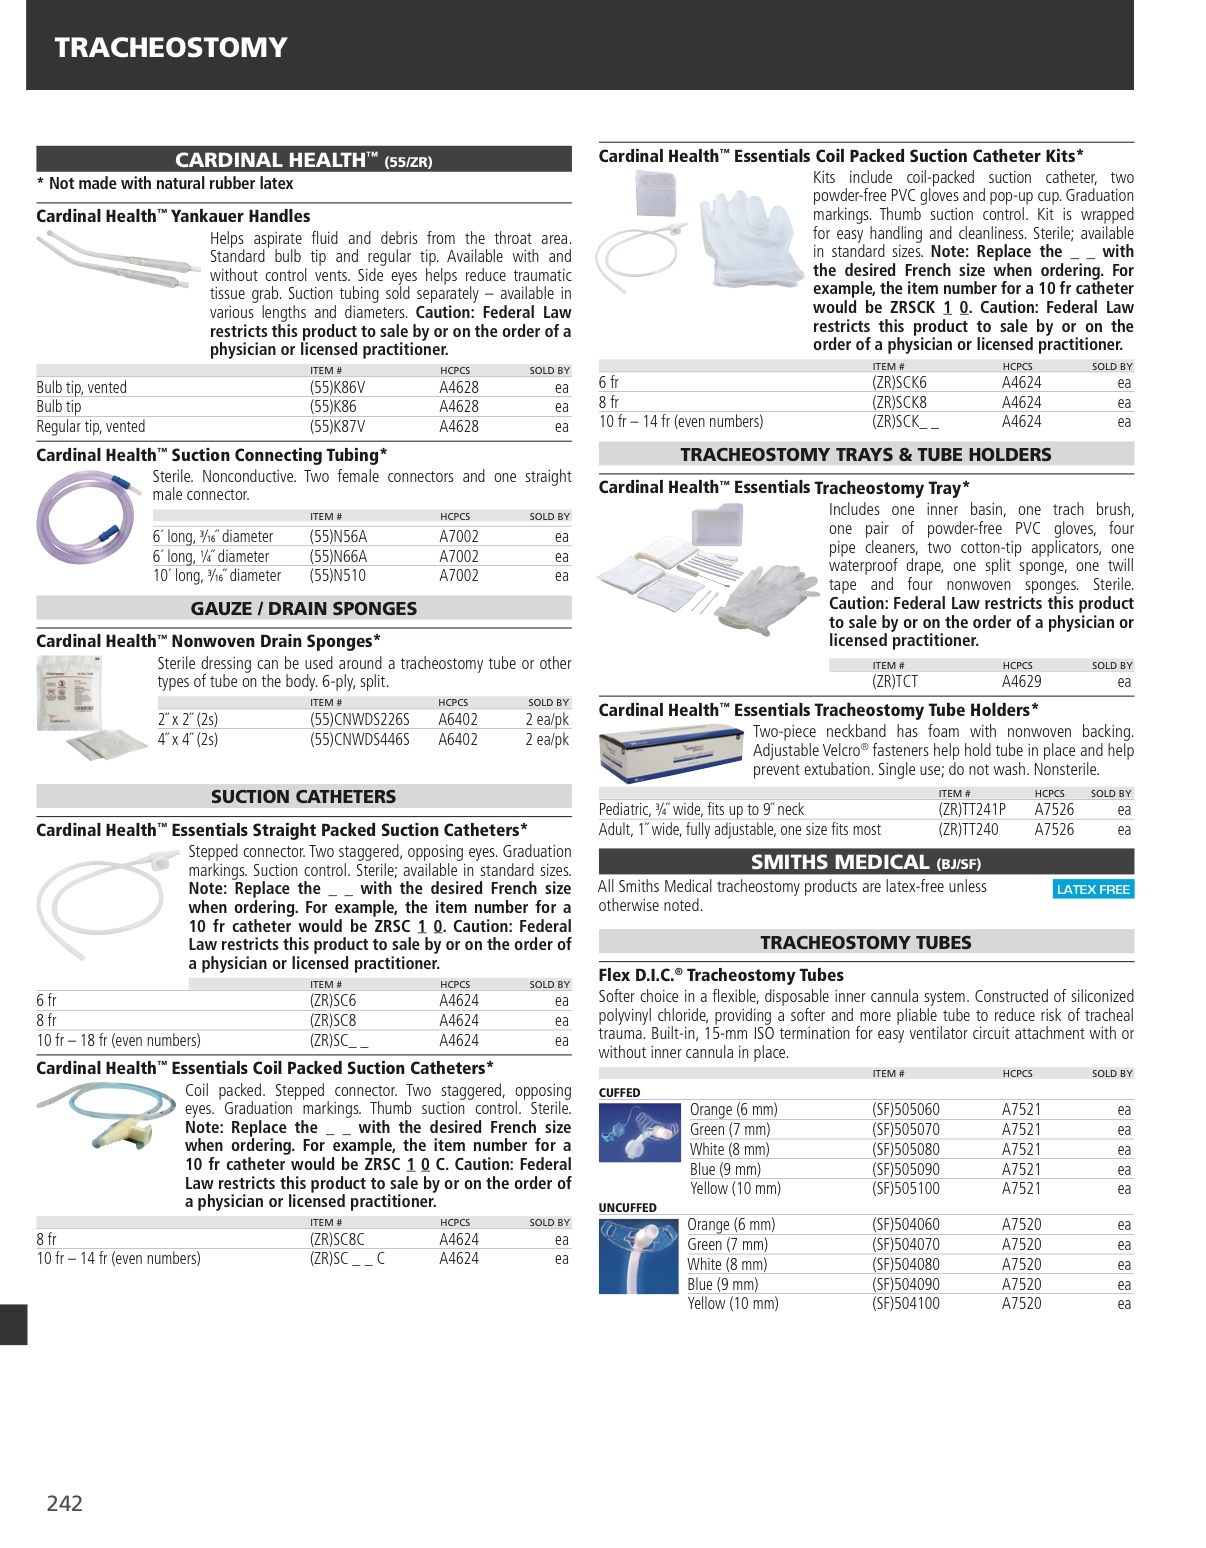 TRACHEOSTOMY
CARDINAL HEALTH™ (55/ZR)
* Not made with natural rubber latex
Cardinal Health™ Yankauer Handles
Helps aspirate fluid and debris from the throat area.
Standard bulb tip and regular tip. Available with and
without control vents. Side eyes helps reduce traumatic
tissue grab. Suction tubing sold separately – available in
various lengths and diameters. Caution: Federal Law
restricts this product to sale by or on the order of a
physician or licensed practitioner.
ITEM # HCPCS SOLD BY
Bulb tip, vented (55)K86V A4628 ea
Bulb tip (55)K86 A4628 ea
Regular tip, vented (55)K87V A4628 ea
Cardinal Health™ Suction Connecting Tubing*
Sterile. Nonconductive. Two female connectors and one straight
male connector.
ITEM # HCPCS SOLD BY
6´ long, 3⁄16˝ diameter (55)N56A A7002 ea
6´ long, ¼˝ diameter (55)N66A A7002 ea
10´ long, 3⁄16˝ diameter (55)N510 A7002 ea
GAUZE / DRAIN SPONGES
Cardinal Health™ Nonwoven Drain Sponges*
Sterile dressing can be used around a tracheostomy tube or other
types of tube on the body. 6-ply, split.
ITEM # HCPCS SOLD BY
2˝ x 2˝ (2s) (55)CNWDS226S A6402 2 ea/pk
4˝ x 4˝ (2s) (55)CNWDS446S A6402 2 ea/pk
SUCTION CATHETERS
Cardinal Health™ Essentials Straight Packed Suction Catheters*
Stepped connector. Two staggered, opposing eyes. Graduation
markings. Suction control. Sterile; available in standard sizes.
Note: Replace the _ _ with the desired French size
when ordering. For example, the item number for a
10 fr catheter would be ZRSC 1 0. Caution: Federal
Law restricts this product to sale by or on the order of
a physician or licensed practitioner.
ITEM # HCPCS SOLD BY
6 fr (ZR)SC6 A4624 ea
8 fr (ZR)SC8 A4624 ea
10 fr – 18 fr (even numbers) (ZR)SC_ _ A4624 ea
Cardinal Health™ Essentials Coil Packed Suction Catheters*
Coil packed. Stepped connector. Two staggered, opposing
eyes. Graduation markings. Thumb suction control. Sterile.
Note: Replace the _ _ with the desired French size
when ordering. For example, the item number for a
10 fr catheter would be ZRSC 1 0 C. Caution: Federal
Law restricts this product to sale by or on the order of
a physician or licensed practitioner.
ITEM # HCPCS SOLD BY
8 fr (ZR)SC8C A4624 ea
10 fr – 14 fr (even numbers) (ZR)SC _ _ C A4624 ea
Cardinal Health™ Essentials Coil Packed Suction Catheter Kits*
Kits include coil-packed suction catheter, two
powder-free PVC gloves and pop-up cup. Graduation
markings. Thumb suction control. Kit is wrapped
for easy handling and cleanliness. Sterile; available
in standard sizes. Note: Replace the _ _ with
the desired French size when ordering. For
example, the item number for a 10 fr catheter
would be ZRSCK 1 0. Caution: Federal Law
restricts this product to sale by or on the
order of a physician or licensed practitioner.
ITEM # HCPCS SOLD BY
6 fr (ZR)SCK6 A4624 ea
8 fr (ZR)SCK8 A4624 ea
10 fr – 14 fr (even numbers) (ZR)SCK_ _ A4624 ea
TRACHEOSTOMY TRAYS & TUBE HOLDERS
Cardinal Health™ Essentials Tracheostomy Tray*
Includes one inner basin, one trach brush,
one pair of powder-free PVC gloves, four
pipe cleaners, two cotton-tip applicators, one
waterproof drape, one split sponge, one twill
tape and four nonwoven sponges. Sterile.
Caution: Federal Law restricts this product
to sale by or on the order of a physician or
licensed practitioner.
ITEM # HCPCS SOLD BY
(ZR)TCT A4629 ea
Cardinal Health™ Essentials Tracheostomy Tube Holders*
Two-piece neckband has foam with nonwoven backing.
Adjustable Velcro® fasteners help hold tube in place and help
prevent extubation. Single use; do not wash. Nonsterile.
ITEM # HCPCS SOLD BY
Pediatric, ¾˝ wide, fits up to 9˝ neck (ZR)TT241P A7526 ea
Adult, 1˝ wide, fully adjustable, one size fits most (ZR)TT240 A7526 ea
SMITHS MEDICAL (BJ/SF)
All Smiths Medical tracheostomy products are latex-free unless
otherwise noted.
LATEX FREE
TRACHEOSTOMY TUBES
Flex D.I.C.® Tracheostomy Tubes
Softer choice in a flexible, disposable inner cannula system. Constructed of siliconized
polyvinyl chloride, providing a softer and more pliable tube to reduce risk of tracheal
trauma. Built-in, 15-mm ISO termination for easy ventilator circuit attachment with or
without inner cannula in place.
ITEM # HCPCS SOLD BY
CUFFED
Orange (6 mm) (SF)505060 A7521 ea
Green (7 mm) (SF)505070 A7521 ea
White (8 mm) (SF)505080 A7521 ea
Blue (9 mm) (SF)505090 A7521 ea
Yellow (10 mm) (SF)505100 A7521 ea
UNCUFFED
Orange (6 mm) (SF)504060 A7520 ea
Green (7 mm) (SF)504070 A7520 ea
White (8 mm) (SF)504080 A7520 ea
Blue (9 mm) (SF)504090 A7520 ea
Yellow (10 mm) (SF)504100 A7520 ea
242